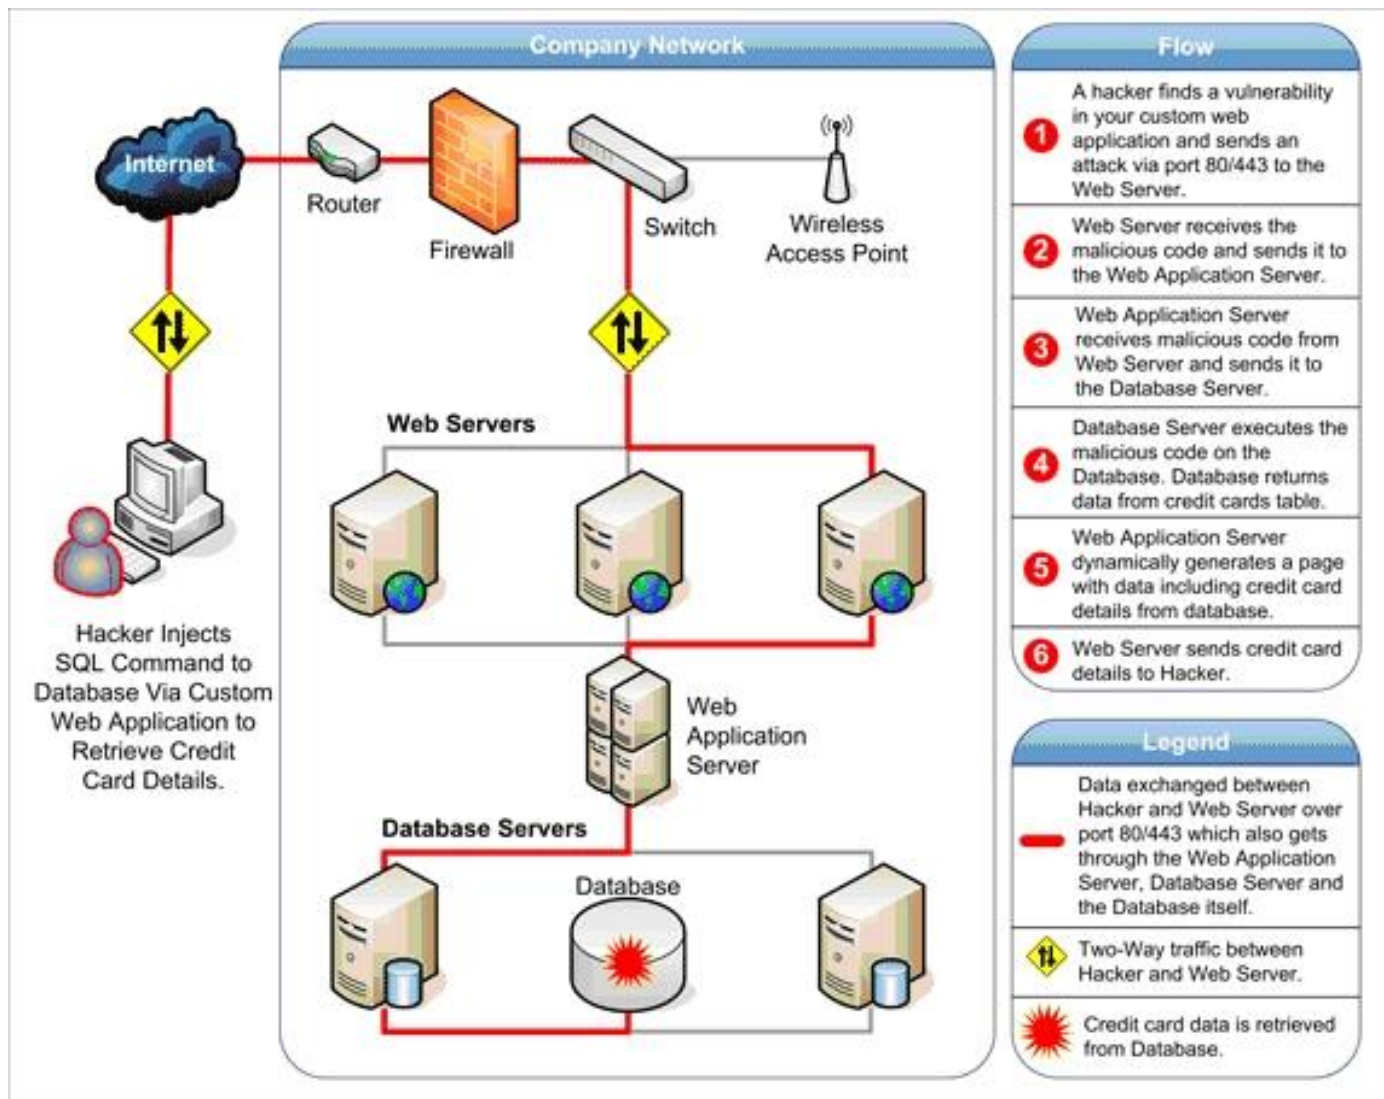 Company Network
Internet
Router
Firewall
Switch
Wireless
Access Point
Web Servers
Hacker Injects
SQL Command to
Database Via Custom
Web Application to
Retrieve Credit
Card Details.
Web
Application
Server
Database Servers
Database
Flow
1
A hacker finds a vulnerability
in your custom web
application and sends an
attack via port 80/443 to the
Web Server.
2
Web Server receives the
malicious code and sends it to
the Web Application Server.
3
Web Application Server
receives malicious code from
Web Server and sends it to
the Database Server.
4
Database Server executes the
malicious code on the
Database. Database returns
data from credit cards table.
5
Web Application Server
dynamically generates a page
with data including credit card
details from database.
6
Web Server sends credit card
details to Hacker.
Legend
Data exchanged between
Hacker and Web Server over
port 80/443 which also gets
through the Web Application
Server, Database Server and
the Database itself.
Two-Way traffic between
Hacker and Web Server.
Credit card data is retrieved
from Database.